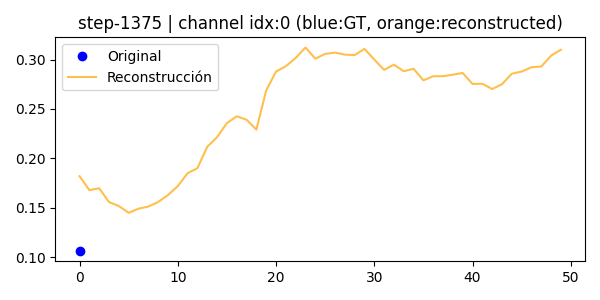 step-1375 | channel idx:0 (blue:GT, orange:reconstructed)
Original
Reconstrucción
0.30
0.25
0.20
0.15
0.10
0 10 20 30 40 50